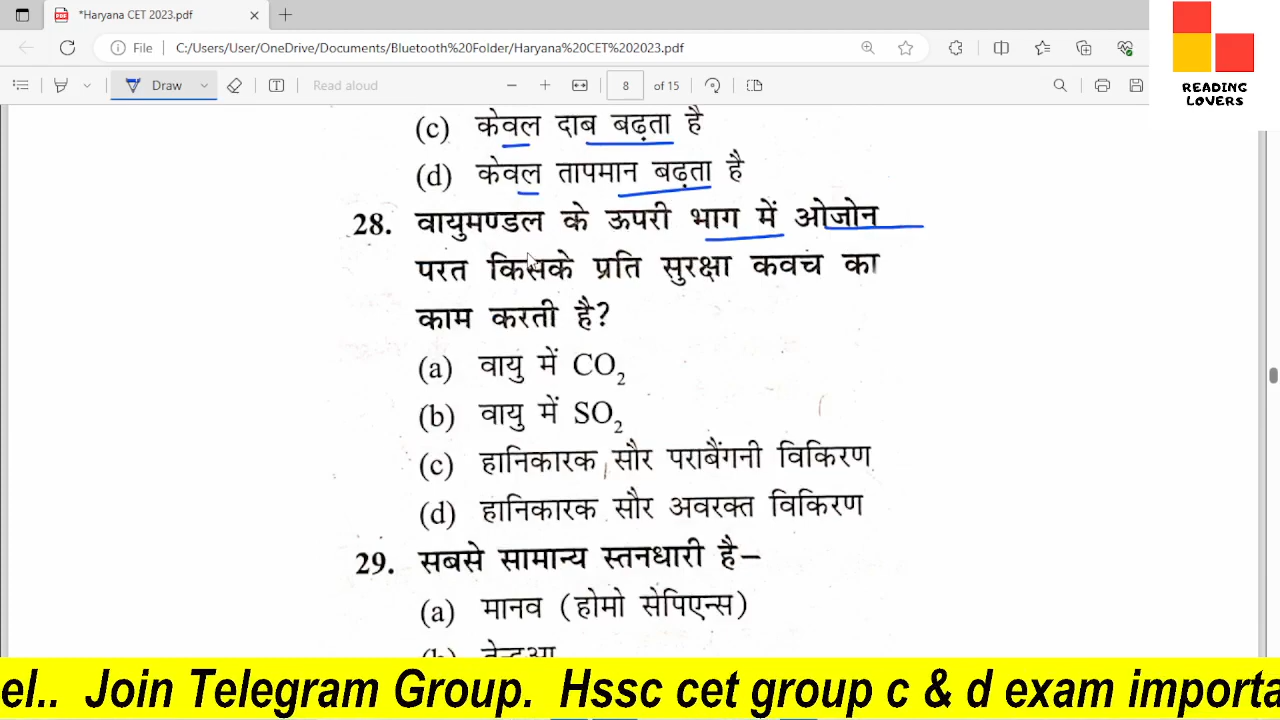 *Haryana CET 2023.pdf
File C:/Users/User/OneDrive/Documents/Bluetooth%20Folder/Haryana%20CET%202023.pdf
READING
LOVERS
Draw Read aloud 8 of 15
(c) केवल दाब बढ़ता है
(d) केवल तापमान बढ़ता है
28. वायुमण्डल के ऊपरी भाग में ओजोन
परत किसके प्रति सुरक्षा कवच का
काम करती है?
(a) वायु में CO₂
(b) वायु में SO₂
(c) हानिकारक सौर पराबैंगनी विकिरण
(d) हानिकारक सौर अवरक्त विकिरण
29. सबसे सामान्य स्तनधारी है–
(a) मानव (होमो सेपिएन्स)
el.. Join Telegram Group. Hssc cet group c & d exam importa